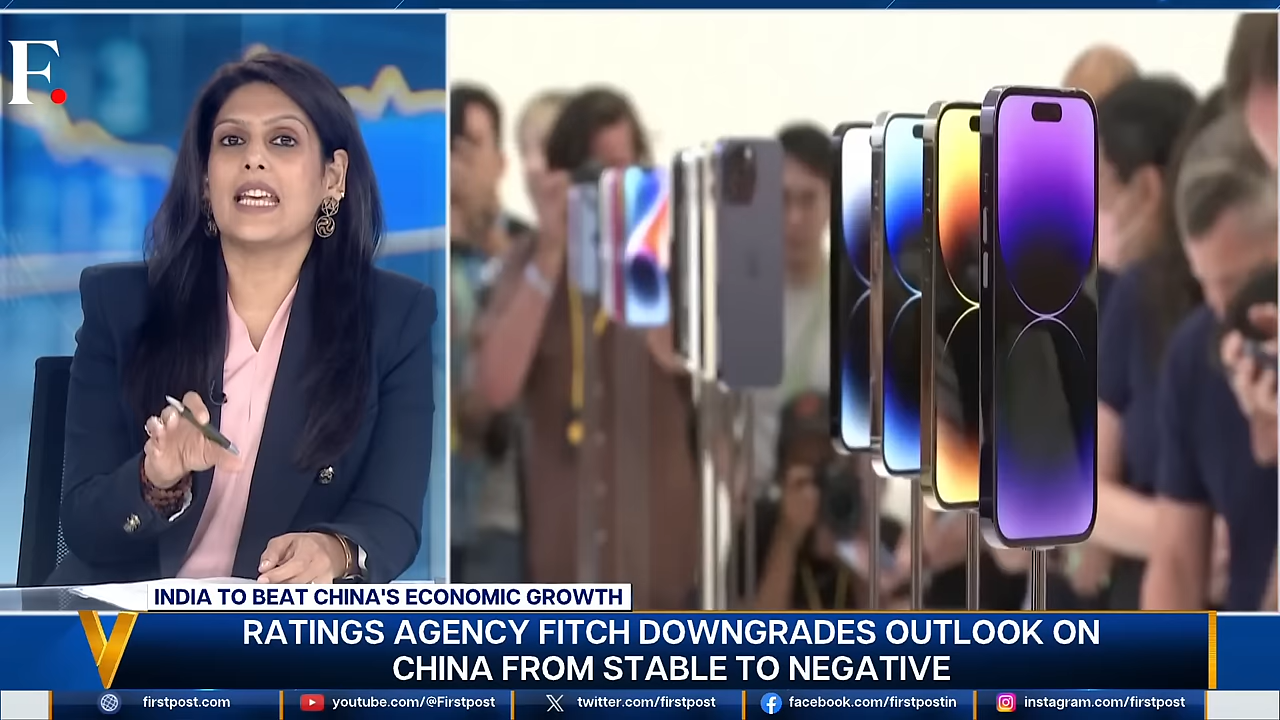 F.
INDIA TO BEAT CHINA'S ECONOMIC GROWTH
V
RATINGS AGENCY FITCH DOWNGRADES OUTLOOK ON
CHINA FROM STABLE TO NEGATIVE
firstpost.com
youtube.com/@Firstpost
twitter.com/firstpost
facebook.com/firstpostin
instagram.com/firstpost